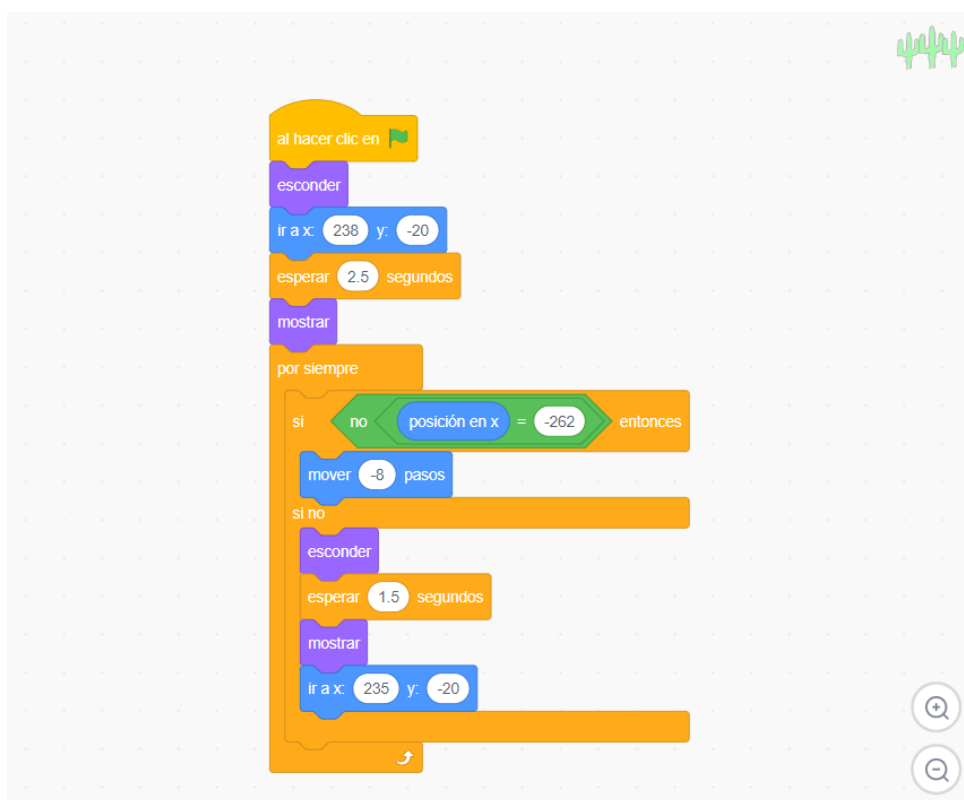 al hacer clic en
esconder
ir a x: 238 y: -20
esperar 2.5 segundos
mostrar
por siempre
si no posición en x = -262 entonces
mover -8 pasos
si no
esconder
esperar 1.5 segundos
mostrar
ir a x: 235 y: -20